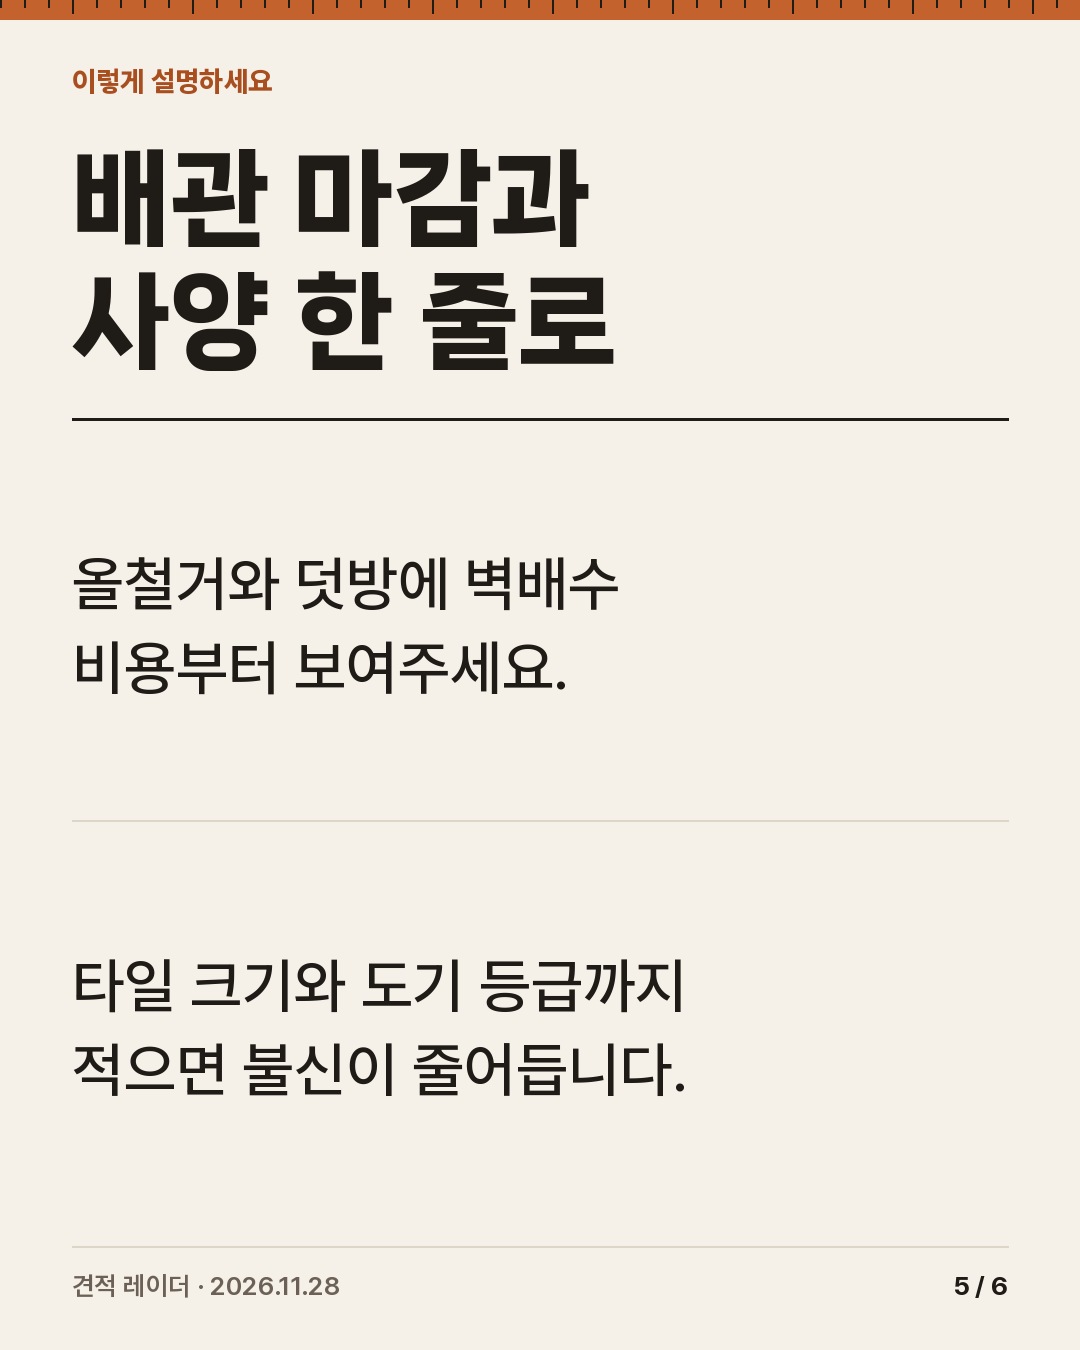 이렇게 설명하세요
배관 마감과
사양 한 줄로
올철거와 덧방에 벽배수
비용부터 보여주세요.
타일 크기와 도기 등급까지
적으면 불신이 줄어듭니다.
견적 레이더 · 2026.11.28
5 / 6